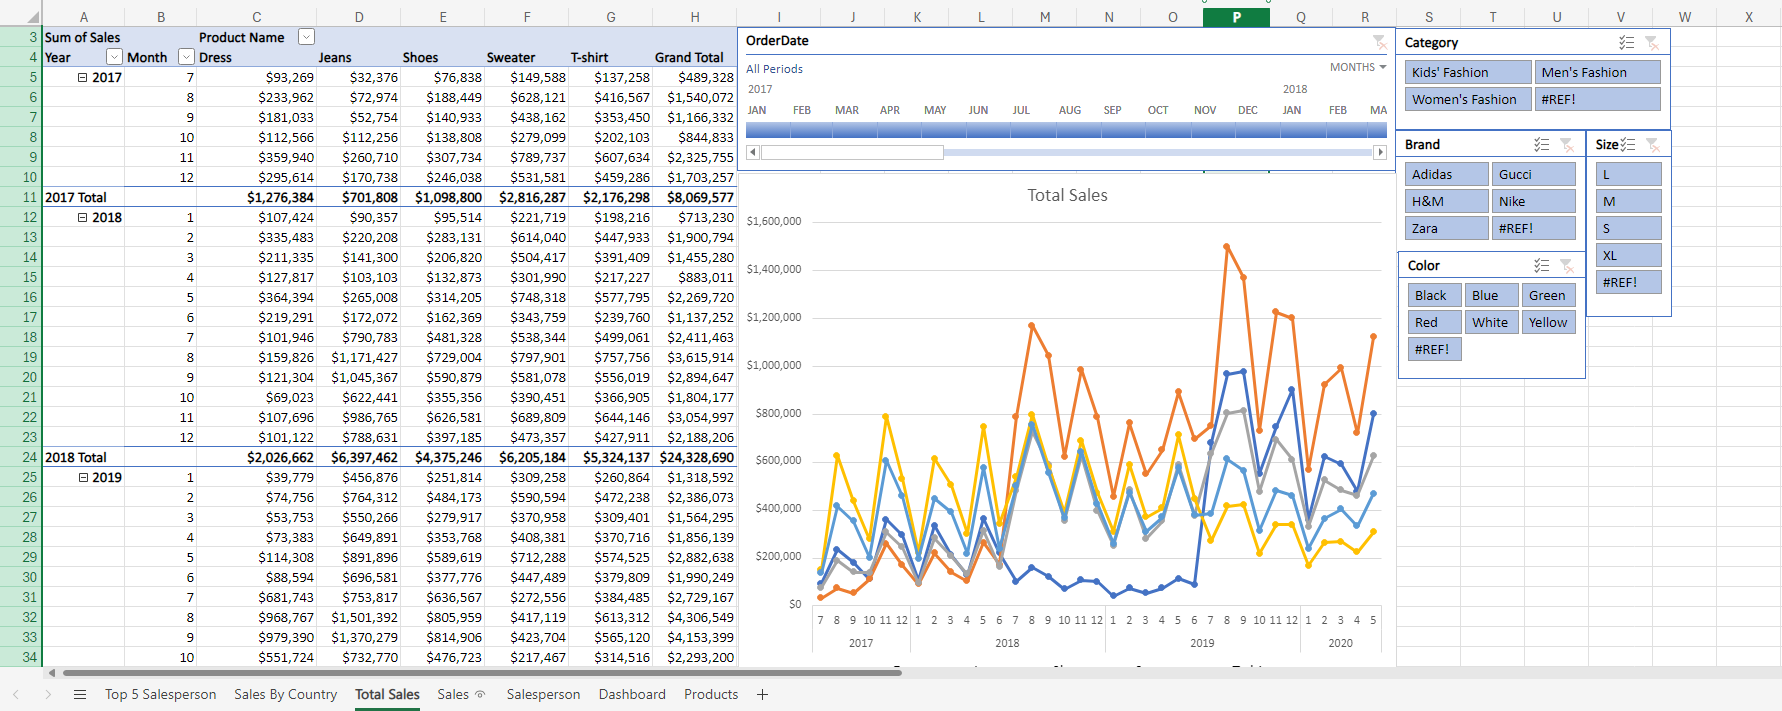 A B C D E F G H I J K L M N O P Q R S T U V W X
3 Sum of Sales Product Name
4 Year Month Dress Jeans Shoes Sweater T-shirt Grand Total
5 2017 7 $93,269 $32,376 $76,838 $149,588 $137,258 $489,328
6 8 $233,962 $72,974 $188,449 $628,121 $416,567 $1,540,072
7 9 $181,033 $52,754 $140,933 $438,162 $353,450 $1,166,332
8 10 $112,566 $112,256 $138,808 $279,099 $202,103 $844,833
9 11 $359,940 $260,710 $307,734 $789,737 $607,634 $2,325,755
10 12 $295,614 $170,738 $246,038 $531,581 $459,286 $1,703,257
11 2017 Total $1,276,384 $701,808 $1,098,800 $2,816,287 $2,176,298 $8,069,577
12 2018 1 $107,424 $90,357 $95,514 $221,719 $198,216 $713,230
13 2 $335,483 $220,208 $283,131 $614,040 $447,933 $1,900,794
14 3 $211,335 $141,300 $206,820 $504,417 $391,409 $1,455,280
15 4 $127,817 $103,103 $132,873 $301,990 $217,227 $883,011
16 5 $364,394 $265,008 $314,205 $748,318 $577,795 $2,269,720
17 6 $219,291 $172,072 $162,369 $343,759 $239,760 $1,137,252
18 7 $101,946 $790,783 $481,328 $538,344 $499,061 $2,411,463
19 8 $159,826 $1,171,427 $729,004 $797,901 $757,756 $3,615,914
20 9 $121,304 $1,045,367 $590,879 $581,078 $556,019 $2,894,647
21 10 $69,023 $622,441 $355,356 $390,451 $366,905 $1,804,177
22 11 $107,696 $986,765 $626,581 $689,809 $644,146 $3,054,997
23 12 $101,122 $788,631 $397,185 $473,357 $427,911 $2,188,206
24 2018 Total $2,026,662 $6,397,462 $4,375,246 $6,205,184 $5,324,137 $24,328,690
25 2019 1 $39,779 $456,876 $251,814 $309,258 $260,864 $1,318,592
26 2 $74,756 $764,312 $484,173 $590,594 $472,238 $2,386,073
27 3 $53,753 $550,266 $279,917 $370,958 $309,401 $1,564,295
28 4 $73,383 $649,891 $353,768 $408,381 $370,716 $1,856,139
29 5 $114,308 $891,896 $589,619 $712,288 $574,525 $2,882,638
30 6 $88,594 $696,581 $377,776 $447,489 $379,809 $1,990,249
31 7 $681,743 $753,817 $636,567 $272,556 $384,485 $2,729,167
32 8 $968,767 $1,501,392 $805,959 $417,119 $613,312 $4,306,549
33 9 $979,390 $1,370,279 $814,906 $423,704 $565,120 $4,153,399
34 10 $551,724 $732,770 $476,723 $217,467 $314,516 $2,293,200
OrderDate
All Periods MONTHS
2017 2018
JAN FEB MAR APR MAY JUN JUL AUG SEP OCT NOV DEC JAN FEB MA
Total Sales
$1,600,000
$1,400,000
$1,200,000
$1,000,000
$800,000
$600,000
$400,000
$200,000
$0
7 8 9 10 11 12 1 2 3 4 5 6 7 8 9 10 11 12 1 2 3 4 5 6 7 8 9 10 11 12 1 2 3 4 5
2017 2018 2019 2020
Category
Kids' Fashion Men's Fashion
Women's Fashion #REF!
Brand
Adidas Gucci
H&M Nike
Zara #REF!
Size
L
M
S
XL
#REF!
Color
Black Blue Green
Red White Yellow
#REF!
Top 5 Salesperson Sales By Country Total Sales Sales Salesperson Dashboard Products